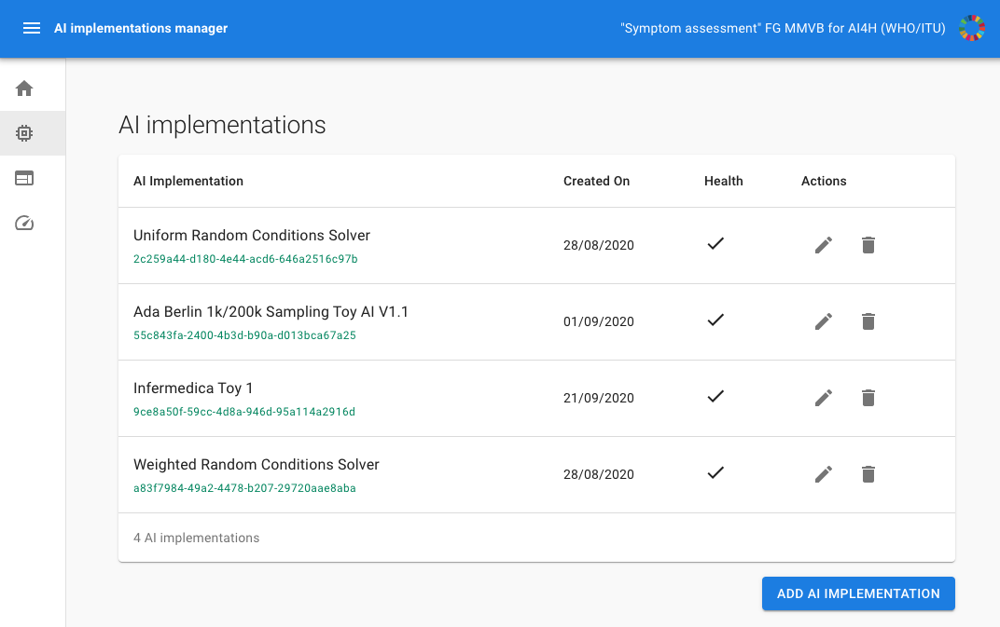 AI implementations manager
"Symptom assessment" FG MMVB for AI4H (WHO/ITU)
AI implementations
AI Implementation Created On Health Actions
Uniform Random Conditions Solver
2c259a44-d180-4e44-acd6-646a2516c97b
28/08/2020
Ada Berlin 1k/200k Sampling Toy AI V1.1
55c843fa-2400-4b3d-b90a-d013bca67a25
01/09/2020
Infermedica Toy 1
9ce8a50f-59cc-4d8a-946d-95a114a2916d
21/09/2020
Weighted Random Conditions Solver
a83f7984-49a2-4478-b207-29720aae8aba
28/08/2020
4 AI implementations
ADD AI IMPLEMENTATION